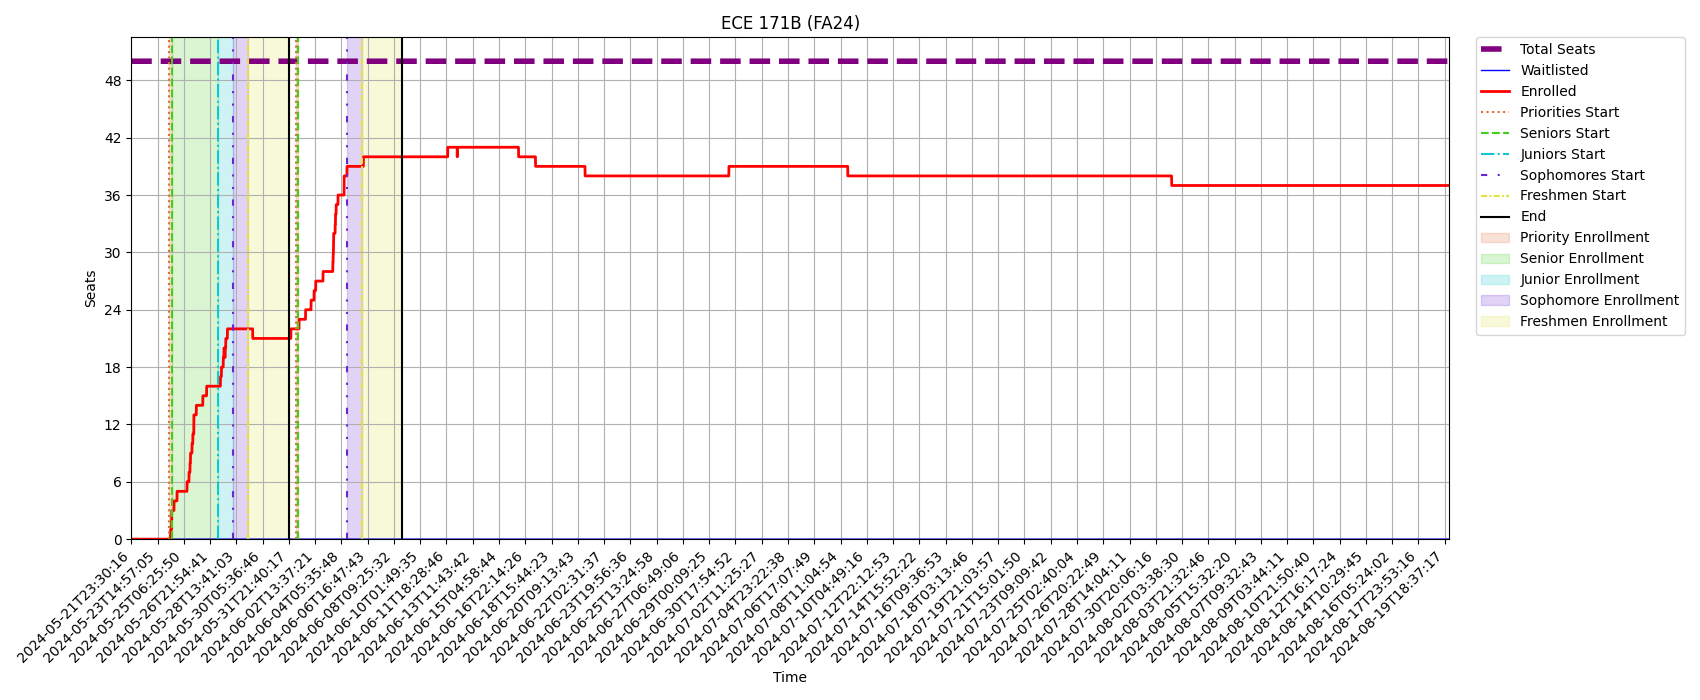 ECE 171B (FA24)
Seats
48
42
36
30
24
18
12
6
0
2024-05-21T23:30:16
2024-05-23T14:57:05
2024-05-25T06:25:50
2024-05-26T21:54:41
2024-05-28T13:41:03
2024-05-30T05:36:46
2024-05-31T21:40:17
2024-06-02T13:37:21
2024-06-04T05:35:48
2024-06-06T16:47:43
2024-06-08T09:25:32
2024-06-10T01:49:35
2024-06-11T18:28:46
2024-06-13T11:43:42
2024-06-15T04:58:44
2024-06-16T22:14:26
2024-06-18T15:44:23
2024-06-20T09:13:43
2024-06-22T02:31:37
2024-06-23T19:56:36
2024-06-25T13:24:58
2024-06-27T06:49:06
2024-06-29T00:09:25
2024-06-30T17:54:52
2024-07-02T11:25:27
2024-07-04T23:22:38
2024-07-06T17:07:49
2024-07-08T11:04:54
2024-07-10T04:49:16
2024-07-12T22:12:53
2024-07-14T15:52:22
2024-07-16T09:36:53
2024-07-18T03:13:46
2024-07-19T21:03:57
2024-07-21T15:01:50
2024-07-23T09:09:42
2024-07-25T02:40:04
2024-07-26T20:22:49
2024-07-28T14:04:11
2024-07-30T20:06:16
2024-08-02T03:38:30
2024-08-03T21:32:46
2024-08-05T15:32:20
2024-08-07T09:32:43
2024-08-09T03:44:11
2024-08-10T21:50:40
2024-08-12T16:17:24
2024-08-14T10:29:45
2024-08-16T05:24:02
2024-08-17T23:53:16
2024-08-19T18:37:17
Time
Total Seats
Waitlisted
Enrolled
Priorities Start
Seniors Start
Juniors Start
Sophomores Start
Freshmen Start
End
Priority Enrollment
Senior Enrollment
Junior Enrollment
Sophomore Enrollment
Freshmen Enrollment